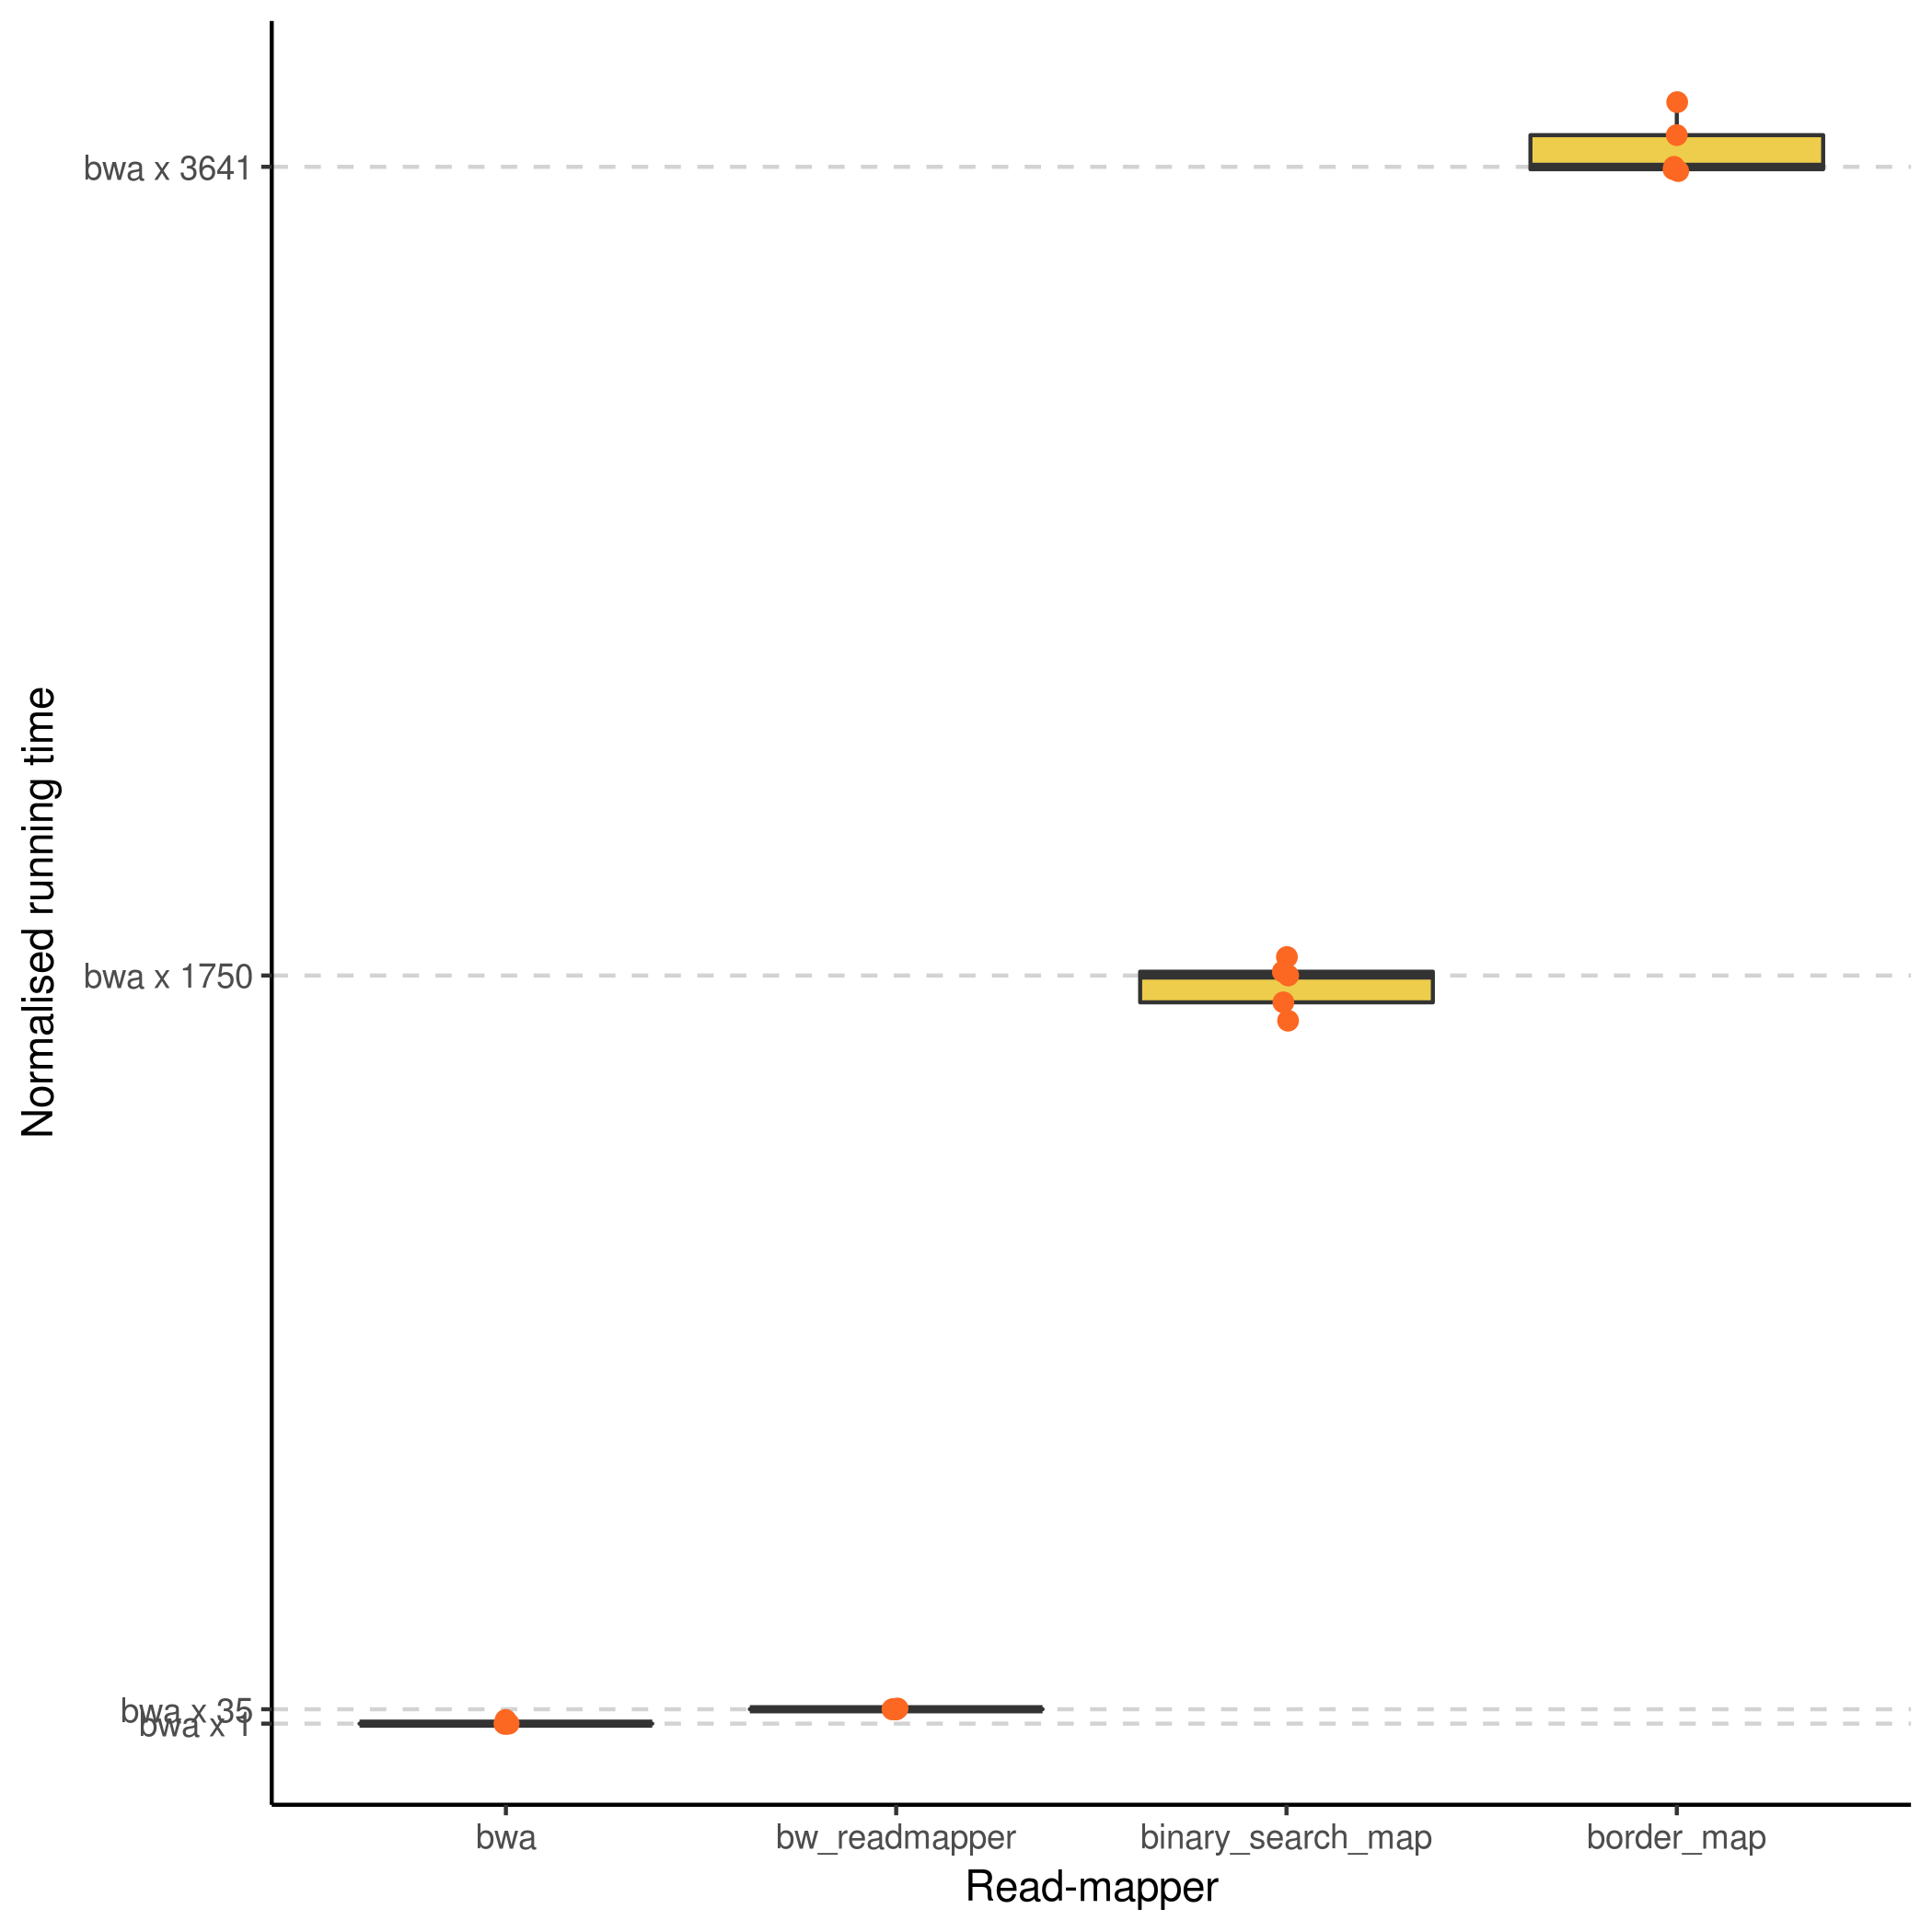 bwa x 3641
bwa x 1750
bwa x 35
bwa x 1
Normalised running time
bwa bw_readmapper binary_search_map border_map
Read-mapper